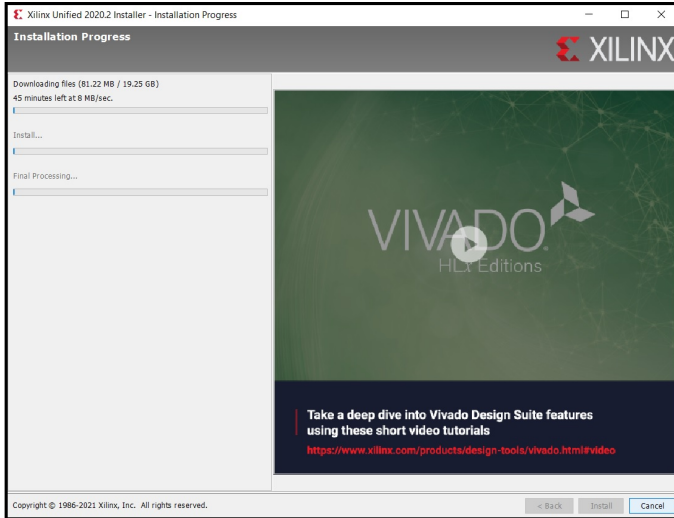 Xilinx Unified 2020.2 Installer - Installation Progress
Installation Progress
XILINX
Downloading files (81.22 MB / 19.25 GB)
45 minutes left at 8 MB/sec.
Install...
Final Processing...
VIVADO
HLx Editions
Take a deep dive into Vivado Design Suite features
using these short video tutorials
https://www.xilinx.com/products/design-tools/vivado.html#video
Copyright © 1986-2021 Xilinx, Inc. All rights reserved.
< Back
Install
Cancel